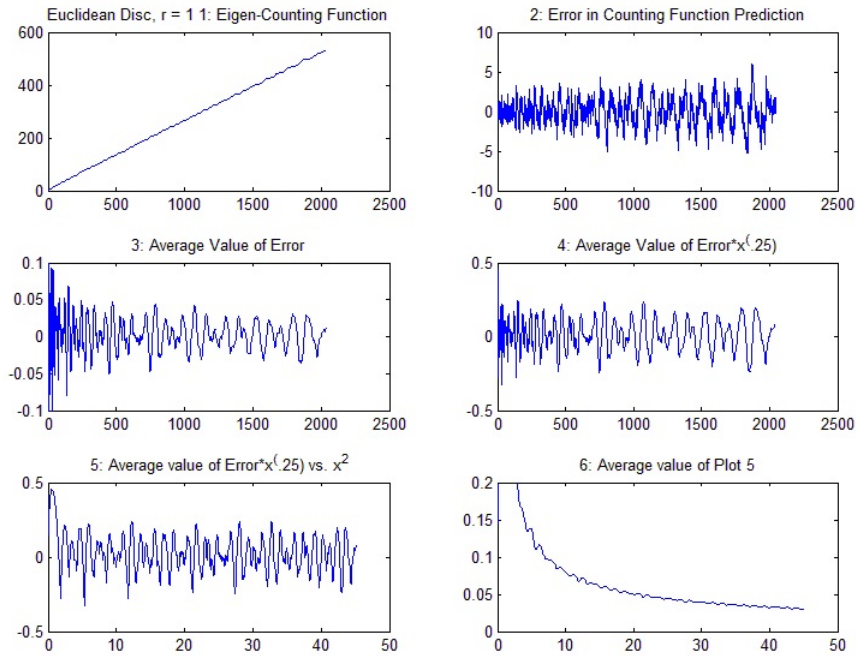 Euclidean Disc, r = 1 1: Eigen-Counting Function
600
400
200
0
0 500 1000 1500 2000 2500
2: Error in Counting Function Prediction
10
5
0
-5
-10
0 500 1000 1500 2000 2500
3: Average Value of Error
0.1
0.05
0
-0.05
-0.1
0 500 1000 1500 2000 2500
4: Average Value of Error*x^(.25)
0.5
0
-0.5
0 500 1000 1500 2000 2500
5: Average value of Error*x^(.25) vs. x^2
0.5
0
-0.5
0 10 20 30 40 50
6: Average value of Plot 5
0.2
0.15
0.1
0.05
0
0 10 20 30 40 50